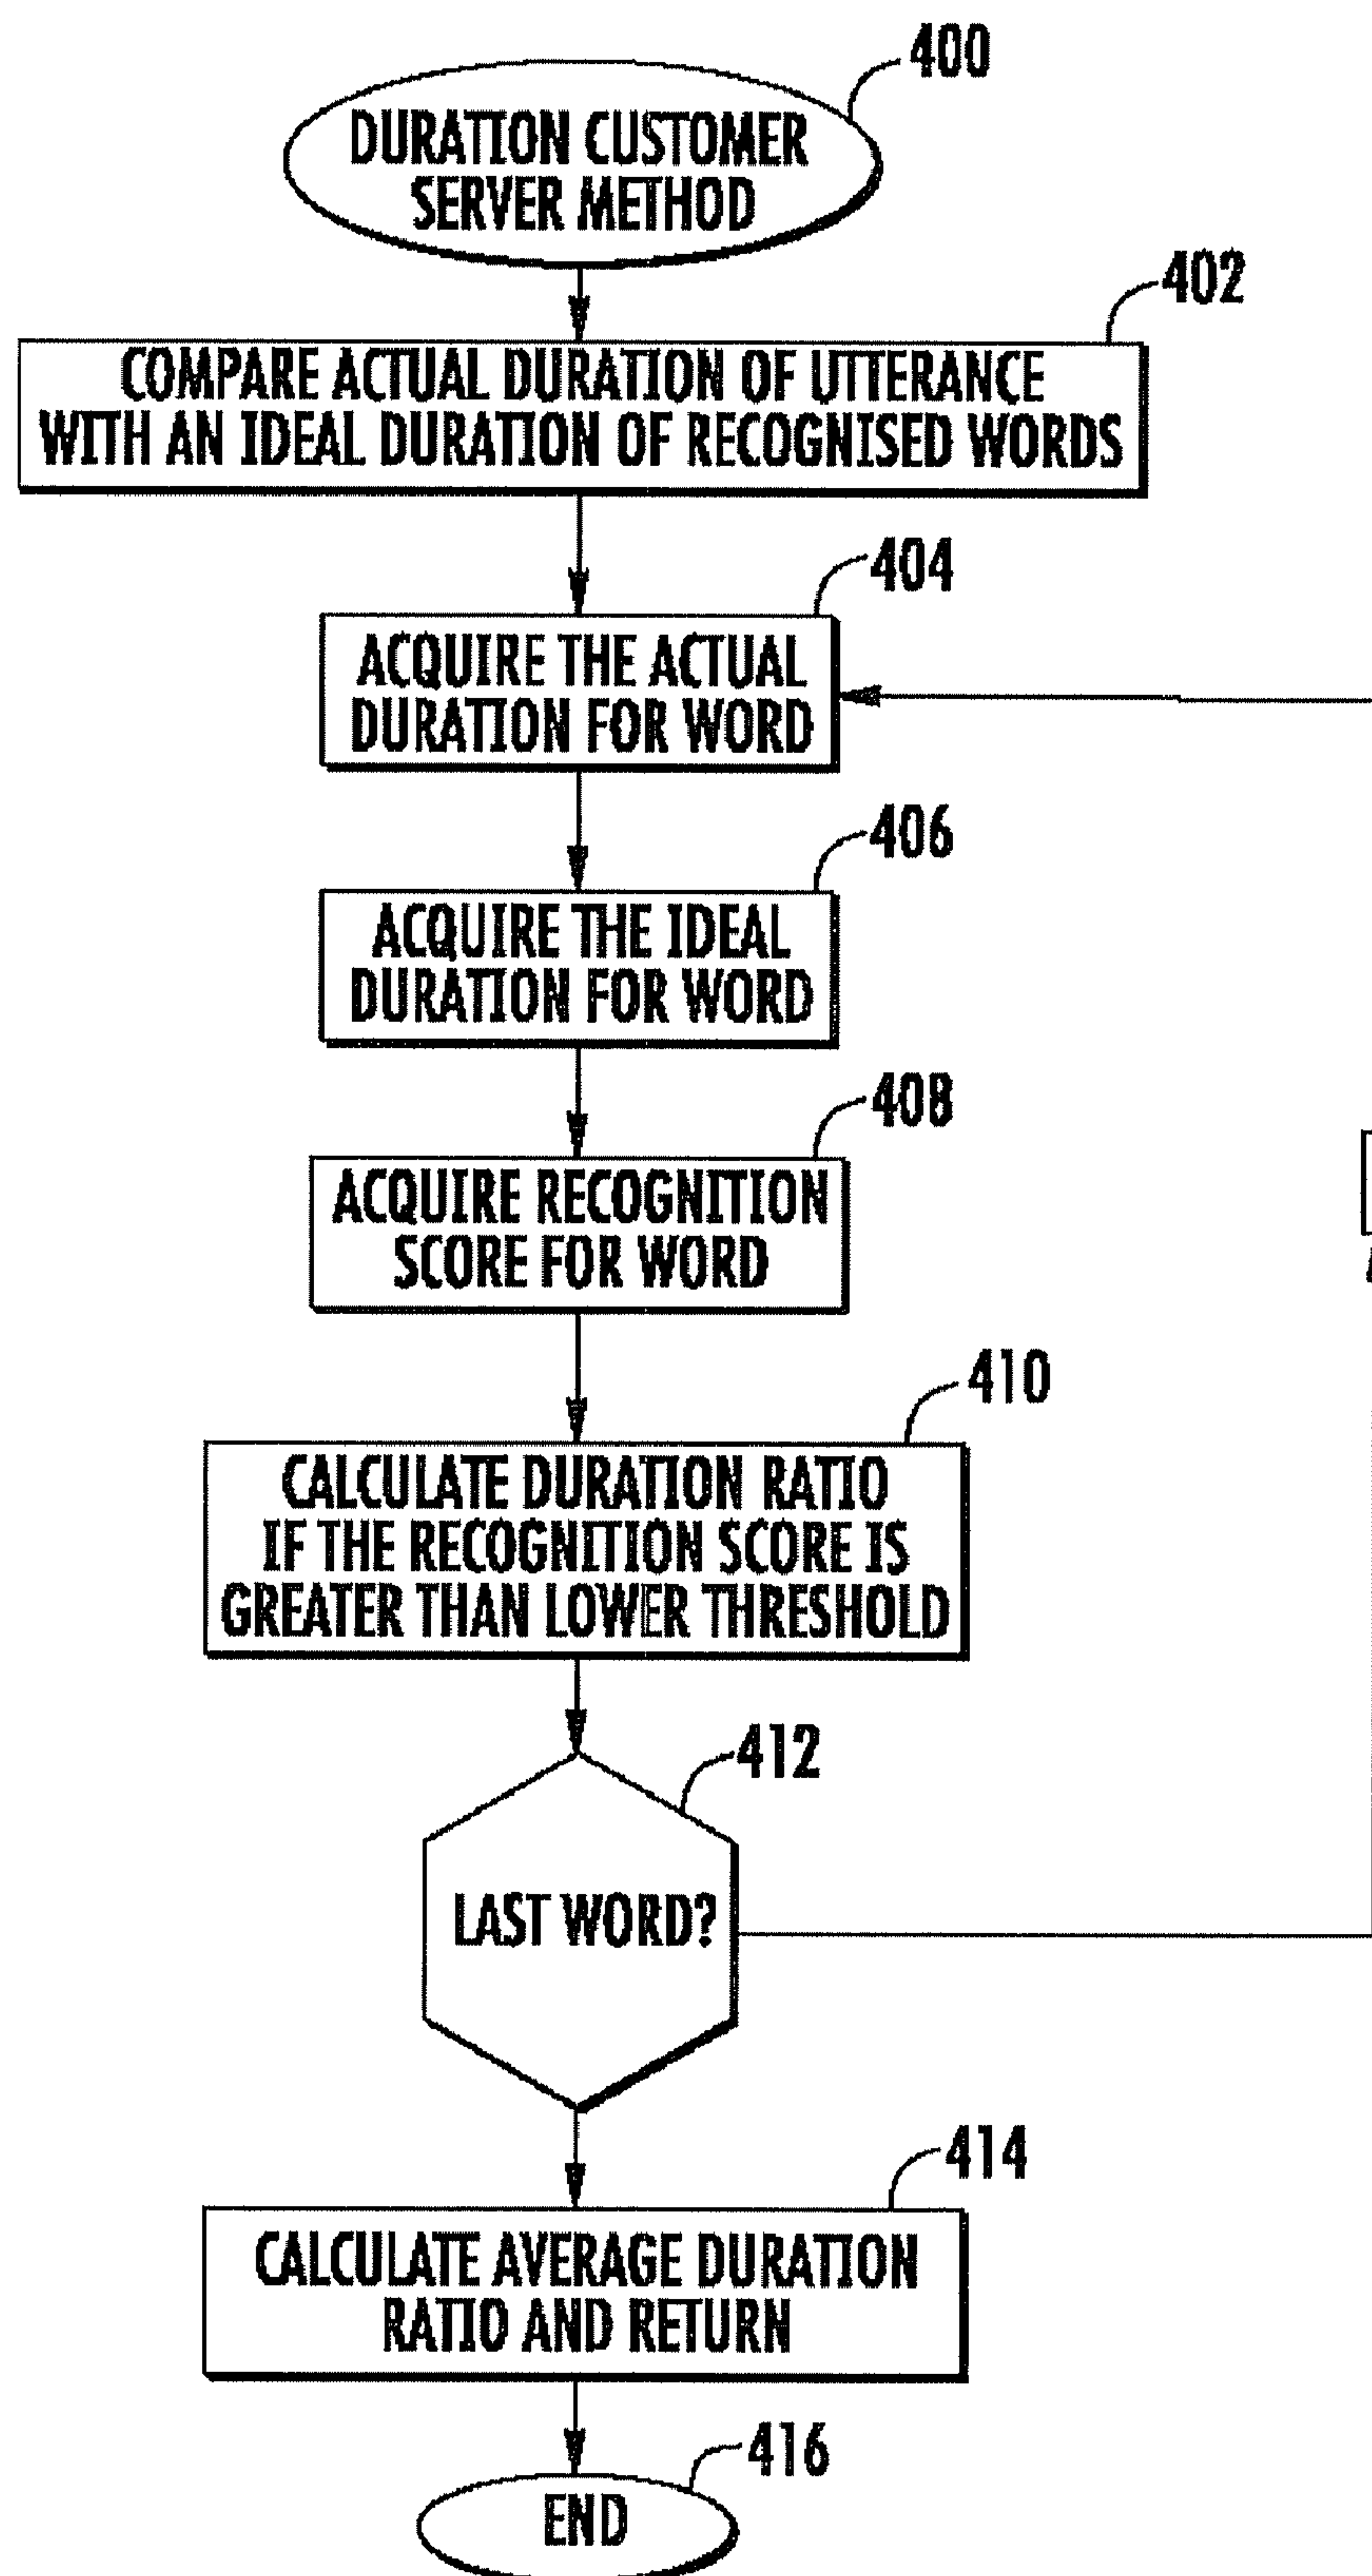 400
DURATION CUSTOMER
SERVER METHOD
402
COMPARE ACTUAL DURATION OF UTTERANCE
WITH AN IDEAL DURATION OF RECOGNISED WORDS
404
ACQUIRE THE ACTUAL
DURATION FOR WORD
406
ACQUIRE THE IDEAL
DURATION FOR WORD
408
ACQUIRE RECOGNITION
SCORE FOR WORD
410
CALCULATE DURATION RATIO
IF THE RECOGNITION SCORE IS
GREATER THAN LOWER THRESHOLD
412
LAST WORD?
414
CALCULATE AVERAGE DURATION
RATIO AND RETURN
416
END